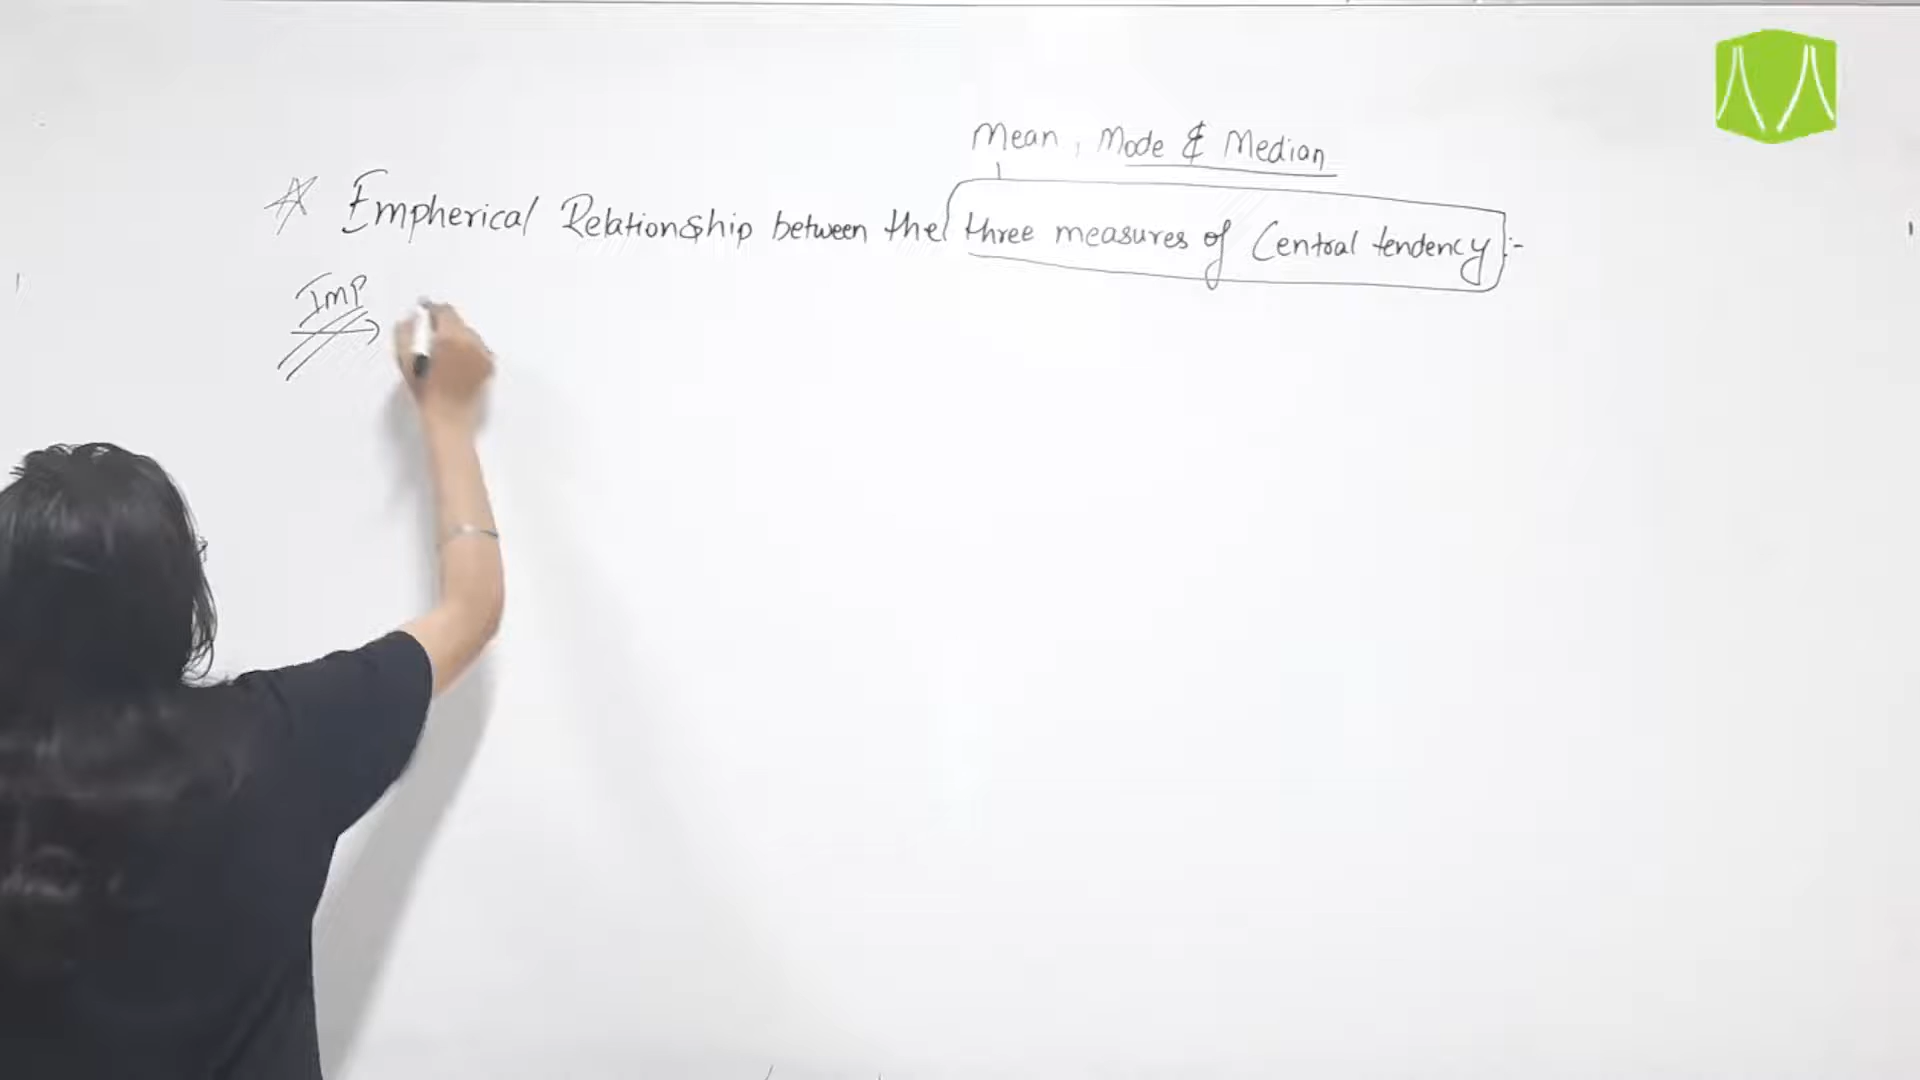 Mean, Mode & Median
Empherical Relationship between the three measures of Central tendency :-
Imp